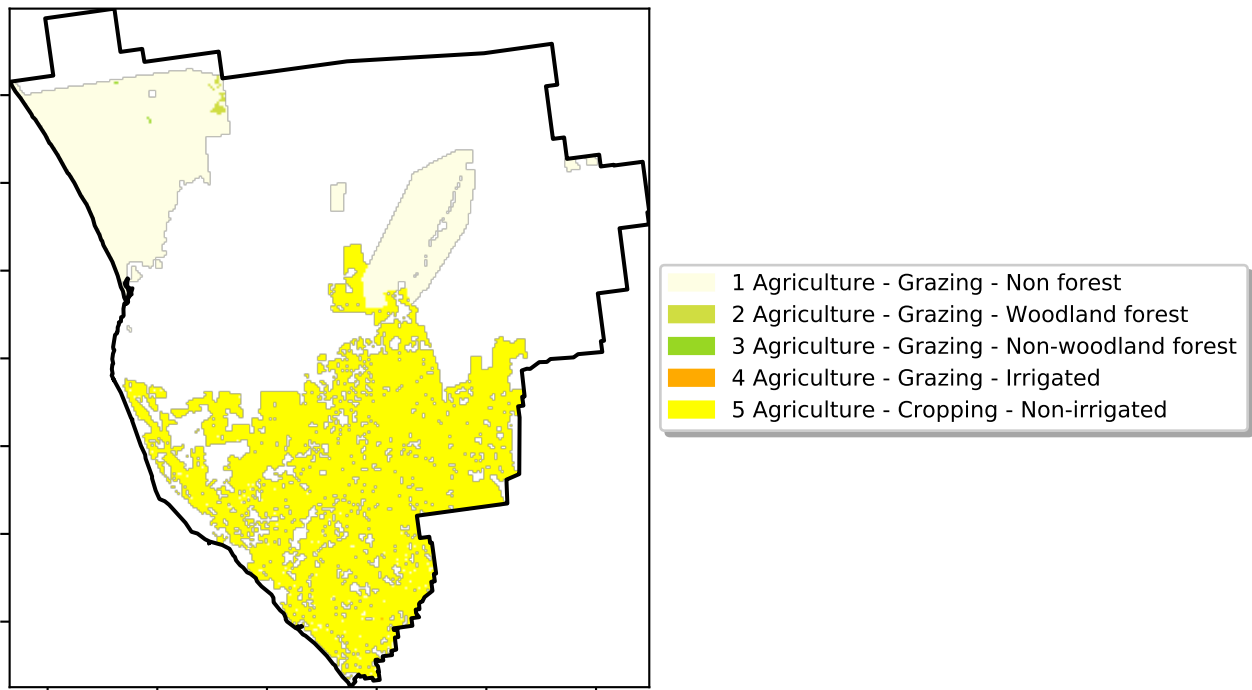 1 Agriculture - Grazing - Non forest
2 Agriculture - Grazing - Woodland forest
3 Agriculture - Grazing - Non-woodland forest
4 Agriculture - Grazing - Irrigated
5 Agriculture - Cropping - Non-irrigated